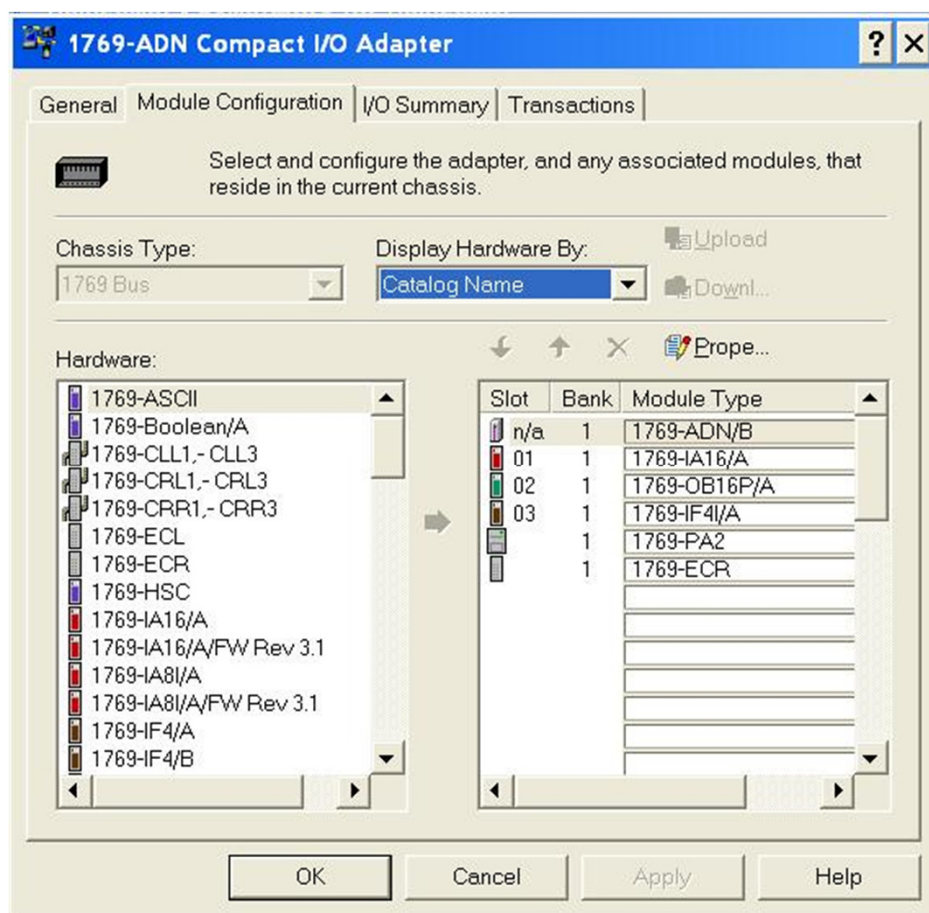 1769-ADN Compact I/O Adapter
General Module Configuration I/O Summary Transactions
Select and configure the adapter, and any associated modules, that
reside in the current chassis.
Chassis Type:
Display Hardware By:
Upload
1769 Bus
Catalog Name
Downl...
Hardware:
Prope...
1769-ASCII
1769-Boolean/A
1769-CLL1,- CLL3
1769-CRL1,- CRL3
1769-CRR1,- CRR3
1769-ECL
1769-ECR
1769-HSC
1769-IA16/A
1769-IA16/A/FW Rev 3.1
1769-IA8I/A
1769-IA8I/A/FW Rev 3.1
1769-IF4/A
1769-IF4/B
Slot Bank Module Type
n/a 1 1769-ADN/B
01 1 1769-IA16/A
02 1 1769-OB16P/A
03 1 1769-IF4I/A
1 1769-PA2
1 1769-ECR
OK Cancel Apply Help